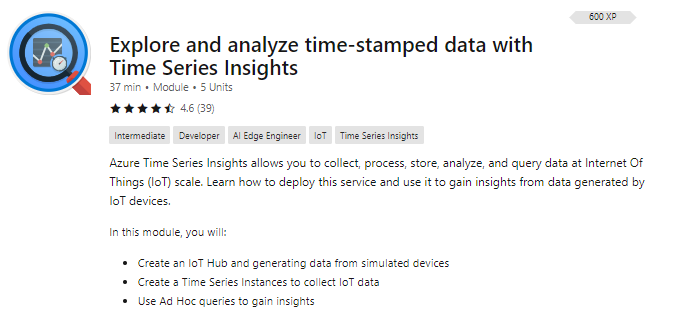 600 XP
Explore and analyze time-stamped data with
Time Series Insights
37 min • Module • 5 Units
4.6 (39)
Intermediate Developer AI Edge Engineer IoT Time Series Insights
Azure Time Series Insights allows you to collect, process, store, analyze, and query data at Internet Of
Things (IoT) scale. Learn how to deploy this service and use it to gain insights from data generated by
IoT devices.
In this module, you will:
• Create an IoT Hub and generating data from simulated devices
• Create a Time Series Instances to collect IoT data
• Use Ad Hoc queries to gain insights